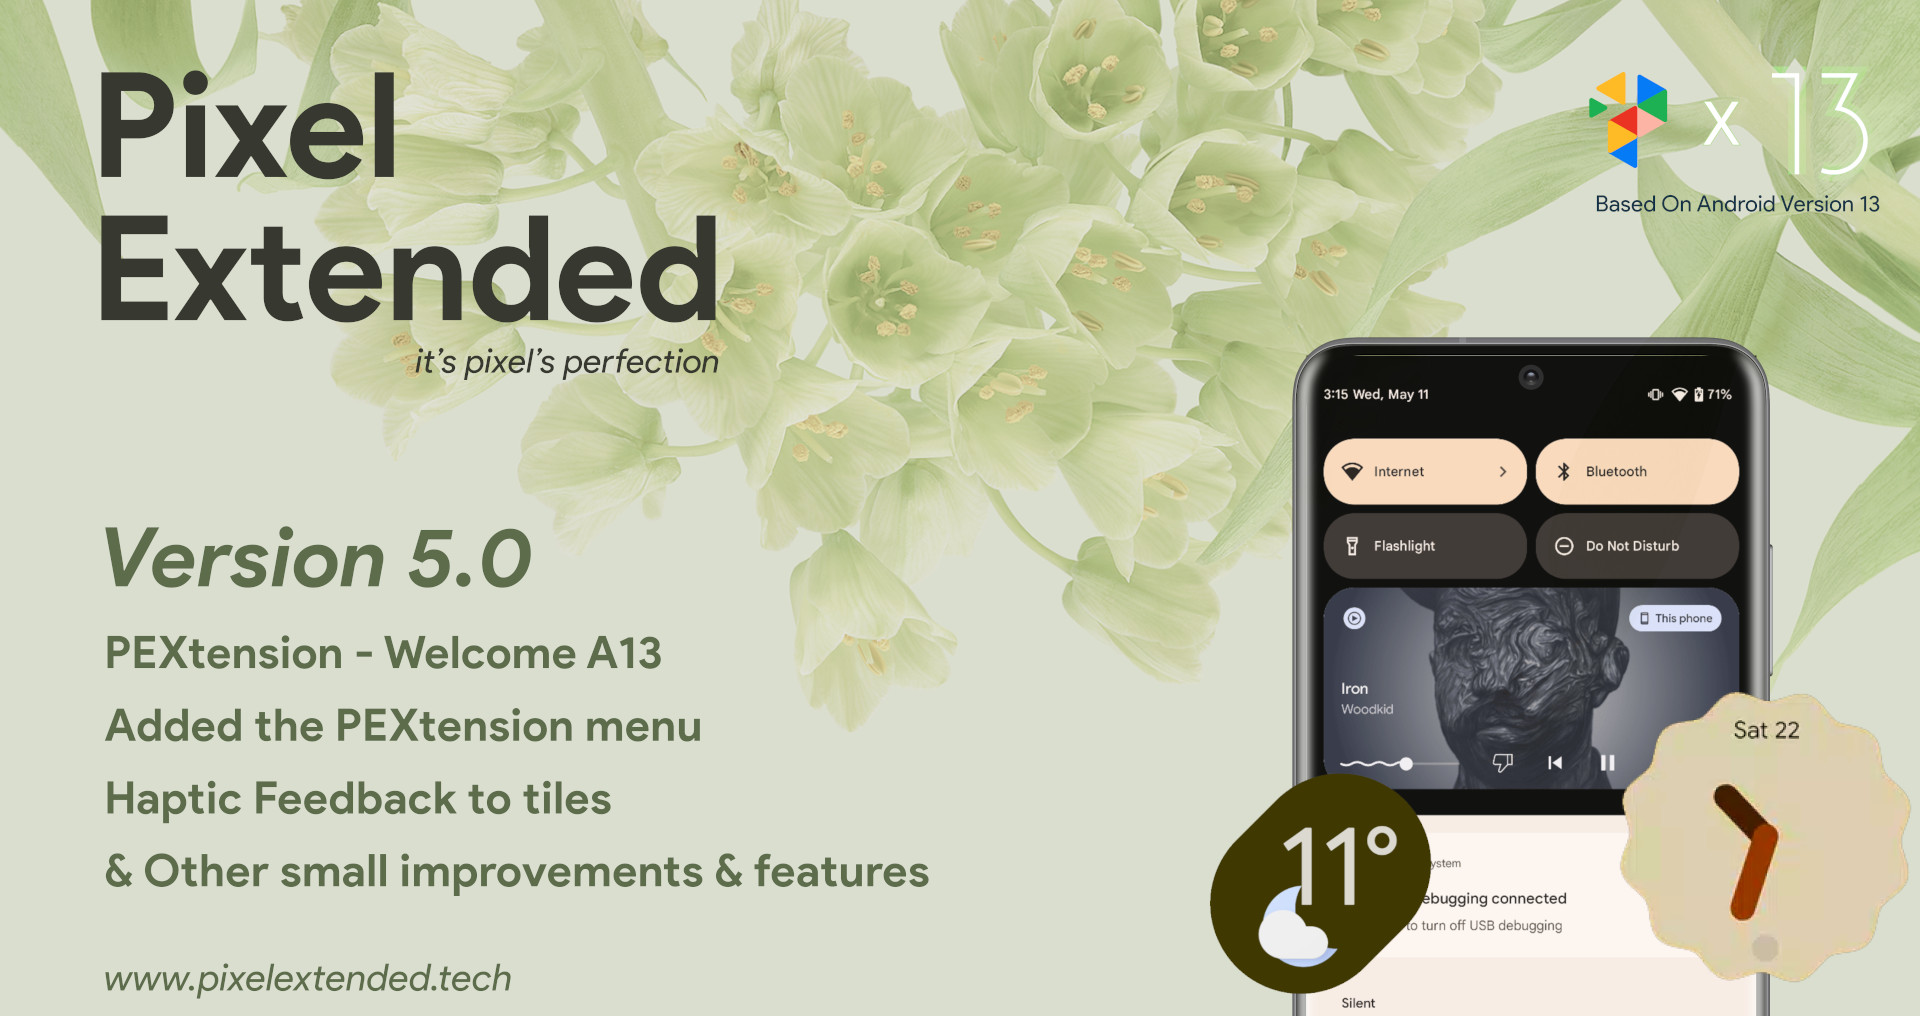 Pixel
Extended
it's pixel's perfection
x 13
Based On Android Version 13
Version 5.0
PEXtension - Welcome A13
Added the PEXtension menu
Haptic Feedback to tiles
& Other small improvements & features
www.pixelextended.tech
3:15 Wed, May 11
71%
Internet
Bluetooth
Flashlight
Do Not Disturb
This phone
Iron
Woodkid
Sat 22
11°
ystem
ebugging connected
to turn off USB debugging
Silent